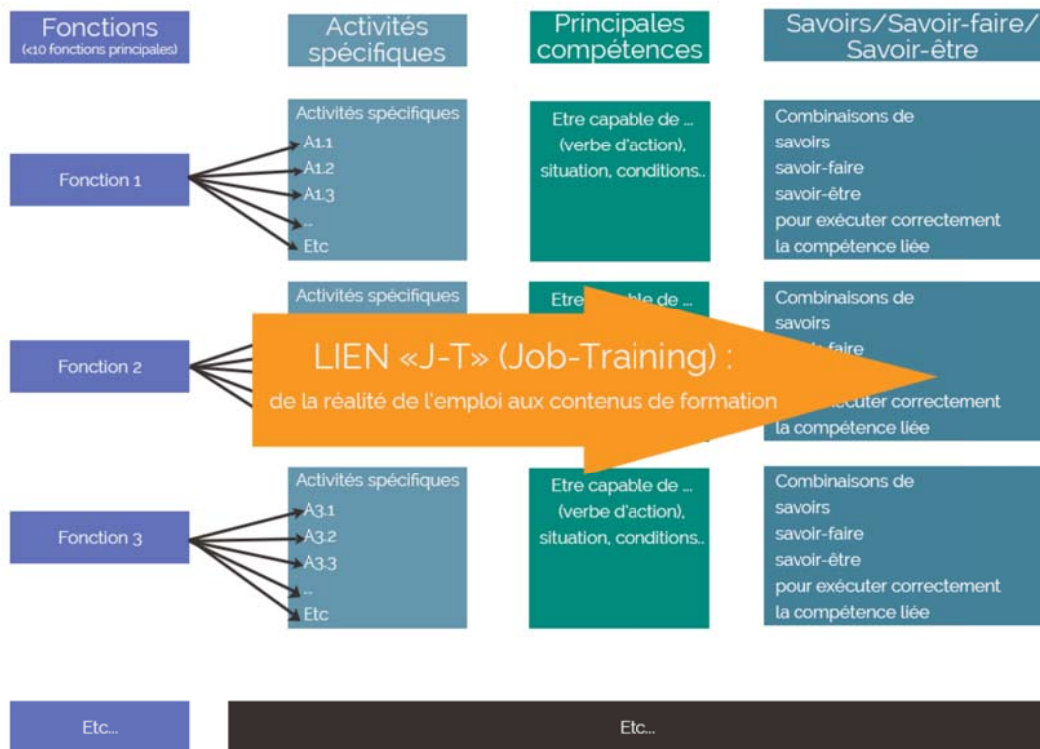 Fonctions
(<10 fonctions principales)
Activités
spécifiques
Principales
compétences
Savoirs/Savoir-faire/
Savoir-être
Fonction 1
Activités spécifiques
A1.1
A1.2
A1.3
...
Etc
Etre capable de ...
(verbe d'action),
situation, conditions..
Combinaisons de
savoirs
savoir-faire
savoir-être
pour exécuter correctement
la compétence liée
Fonction 2
Activités spécifiques
Etre
de ...
Combinaisons de
savoirs
faire
exécuter correctement
la compétence liée
LIEN «J-T» (Job-Training) :
de la réalité de l'emploi aux contenus de formation
Fonction 3
Activités spécifiques
A3.1
A3.2
A3.3
...
Etc
Etre capable de ...
(verbe d'action),
situation, conditions..
Combinaisons de
savoirs
savoir-faire
savoir-être
pour exécuter correctement
la compétence liée
Etc...
Etc...